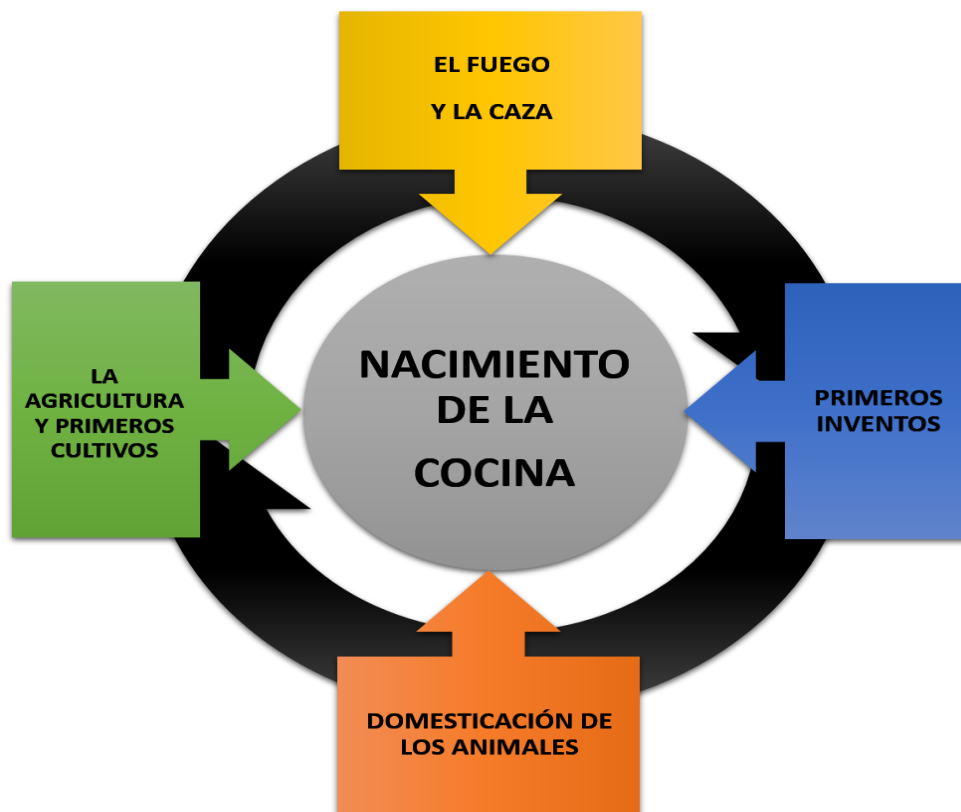 EL FUEGO
Y LA CAZA
LA
AGRICULTURA
Y PRIMEROS
CULTIVOS
NACIMIENTO
DE LA
COCINA
PRIMEROS
INVENTOS
DOMESTICACIÓN DE
LOS ANIMALES